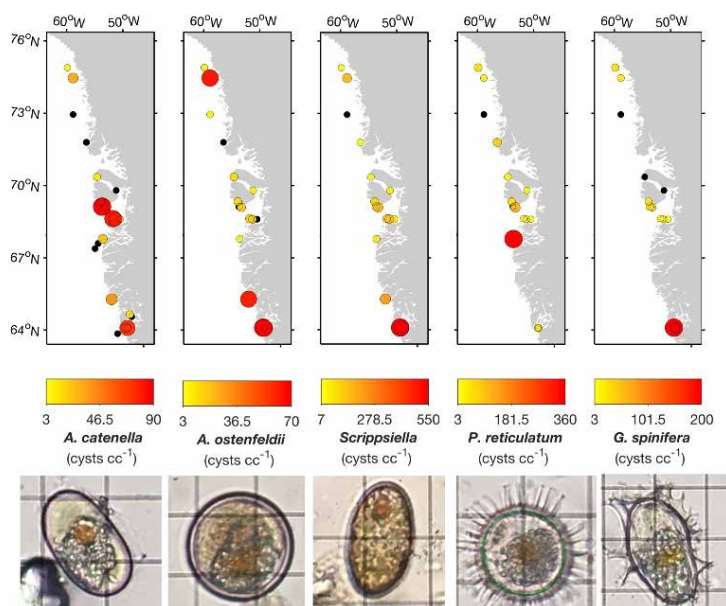 60°W 50°W 60°W 50°W 60°W 50°W 60°W 50°W 60°W 50°W
76°N
73°N
70°N
67°N
64°N
3 46.5 90 3 36.5 70 7 278.5 550 3 181.5 360 3 101.5 200
A. catenella A. ostenfeldii Scrippsiella P. reticulatum G. spinifera
(cysts cc⁻¹) (cysts cc⁻¹) (cysts cc⁻¹) (cysts cc⁻¹) (cysts cc⁻¹)